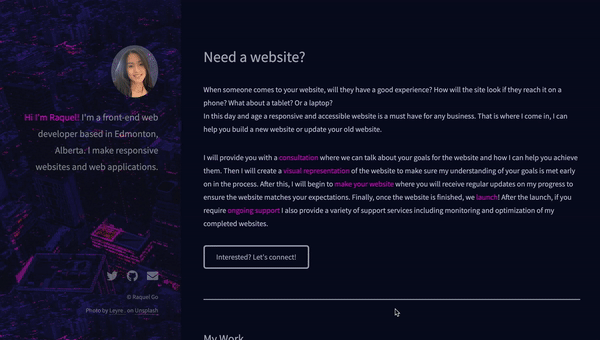 Hi I'm Raquel! I'm a front-end web
developer based in Edmonton,
Alberta. I make responsive
websites and web applications.
© Raquel Go
Photo by Leyre . on Unsplash
Need a website?
When someone comes to your website, will they have a good experience? How will the site look if they reach it on a
phone? What about a tablet? Or a laptop?
In this day and age a responsive and accessible website is a must have for any business. That is where I come in, I can
help you build a new website or update your old website.
I will provide you with a consultation where we can talk about your goals for the website and how I can help you achieve
them. Then I will create a visual representation of the website to make sure my understanding of your goals is met early
on in the process. After this, I will begin to make your website where you will receive regular updates on my progress to
ensure the website matches your expectations. Finally, once the website is finished, we launch! After the launch, if you
require ongoing support I also provide a variety of support services including monitoring and optimization of my
completed websites.
Interested? Let's connect!
My Work